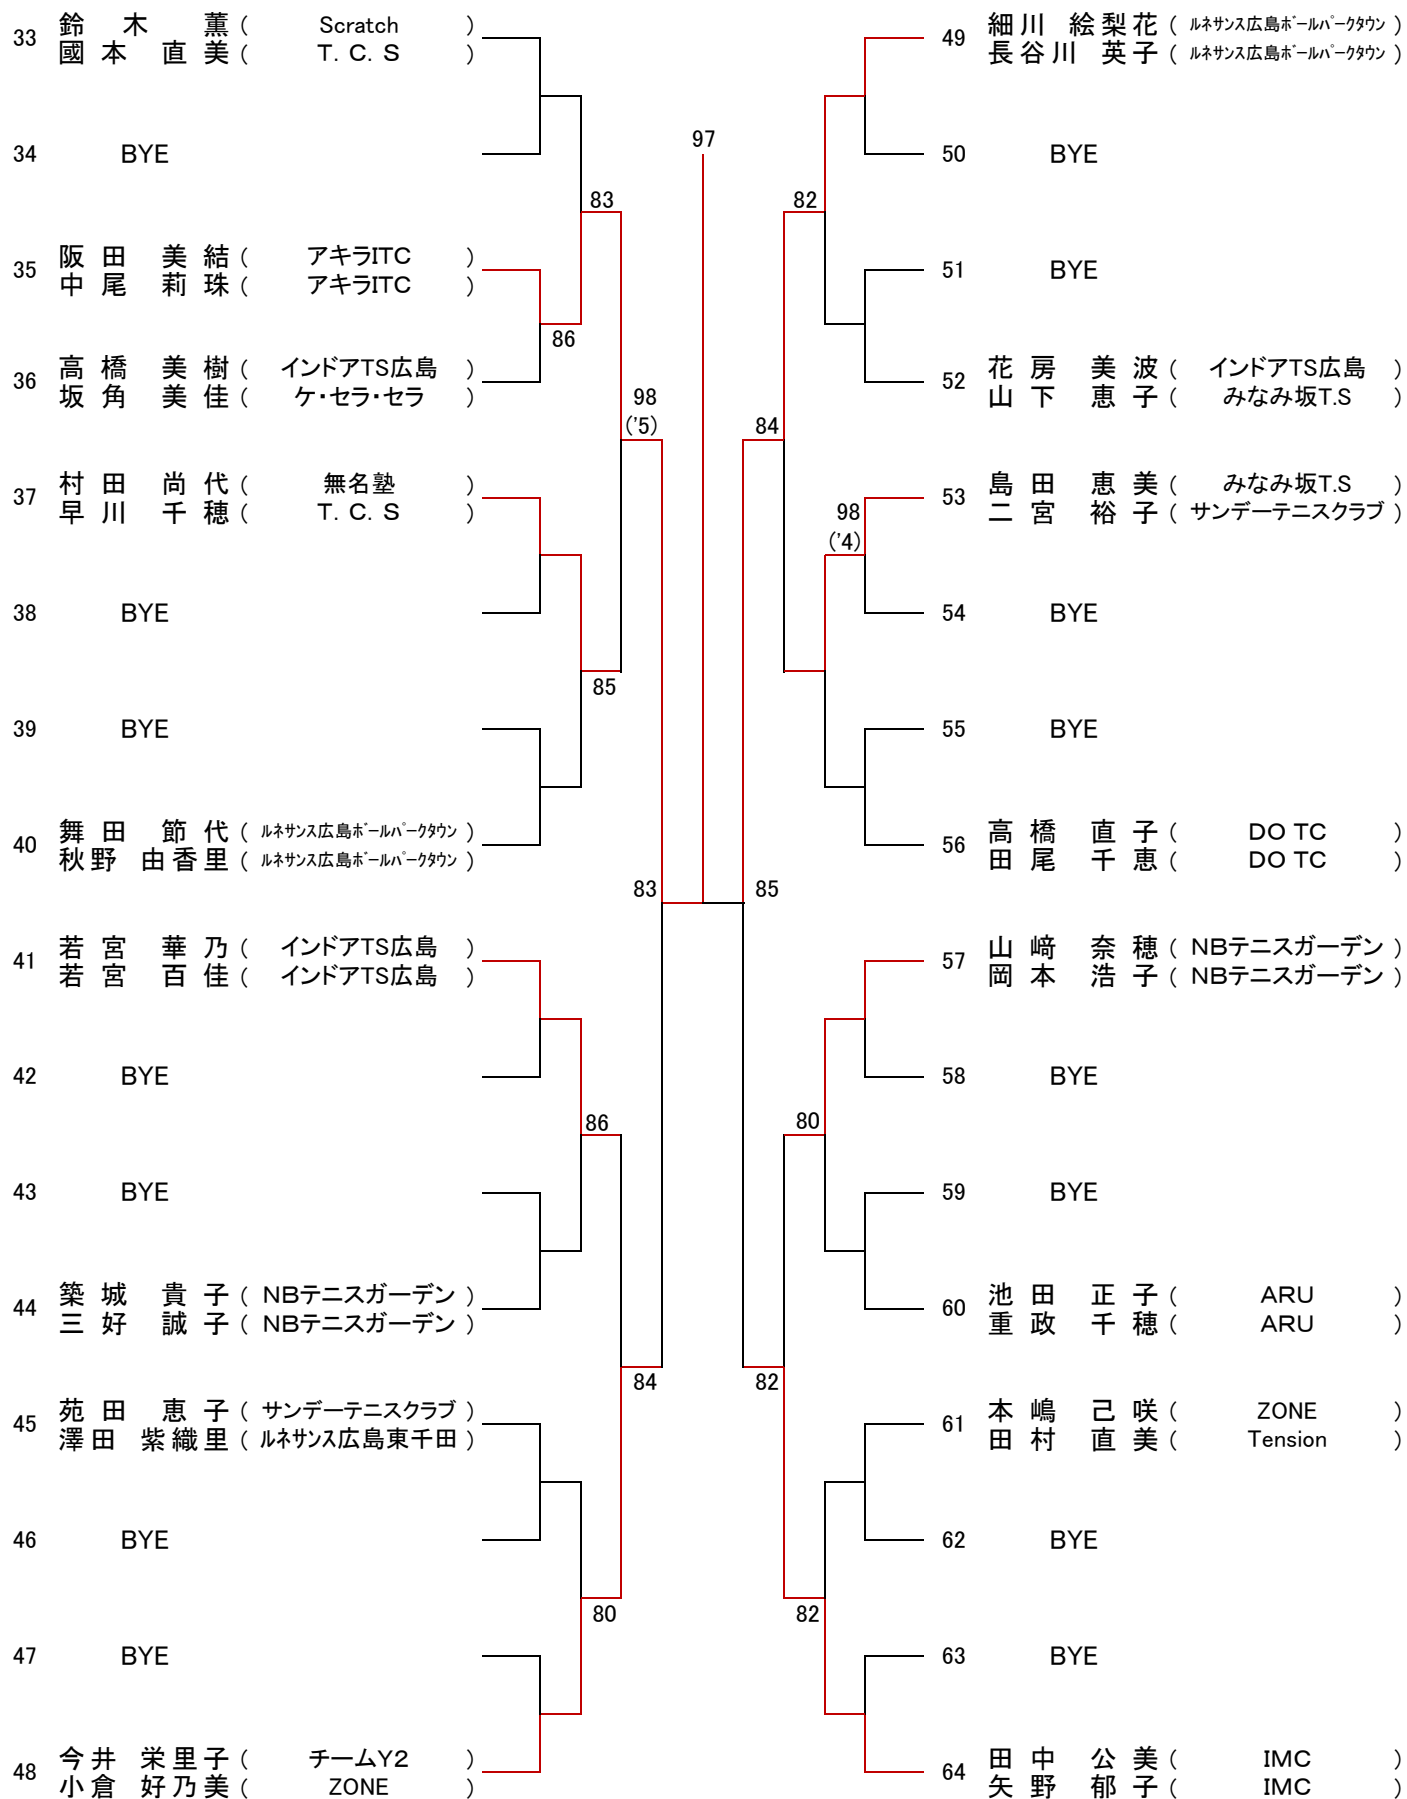 33 鈴木 薫 ( Scratch )
國本 直美 ( T. C. S )
34 BYE
83
35 阪田 美結 ( アキラITC )
中尾 莉珠 ( アキラITC )
86
36 高橋 美樹 ( インドアTS広島 )
坂角 美佳 ( ケ・セラ・セラ )
98
('5)
37 村田 尚代 ( 無名塾 )
早川 千穂 ( T. C. S )
38 BYE
85
39 BYE
40 舞田 節代 ( ルネサンス広島ボールパークタウン )
秋野 由香里 ( ルネサンス広島ボールパークタウン )
83
41 若宮 華乃 ( インドアTS広島 )
若宮 百佳 ( インドアTS広島 )
42 BYE
86
43 BYE
44 築城 貴子 ( NBテニスガーデン )
三好 誠子 ( NBテニスガーデン )
84
45 苑田 恵子 ( サンデーテニスクラブ )
澤田 紫織里 ( ルネサンス広島東千田 )
46 BYE
80
47 BYE
48 今井 栄里子 ( チームY2 )
小倉 好乃美 ( ZONE )
97
49 細川 絵梨花 ( ルネサンス広島ボールパークタウン )
長谷川 英子 ( ルネサンス広島ボールパークタウン )
50 BYE
82
51 BYE
52 花房 美波 ( インドアTS広島 )
山下 恵子 ( みなみ坂T.S )
84
53 島田 恵美 ( みなみ坂T.S )
二宮 裕子 ( サンデーテニスクラブ )
98
('4)
54 BYE
55 BYE
56 高橋 直子 ( DO TC )
田尾 千恵 ( DO TC )
85
57 山﨑 奈穂 ( NBテニスガーデン )
岡本 浩子 ( NBテニスガーデン )
58 BYE
80
59 BYE
60 池田 正子 ( ARU )
重政 千穂 ( ARU )
82
61 本嶋 己咲 ( ZONE )
田村 直美 ( Tension )
62 BYE
82
63 BYE
64 田中 公美 ( IMC )
矢野 郁子 ( IMC )